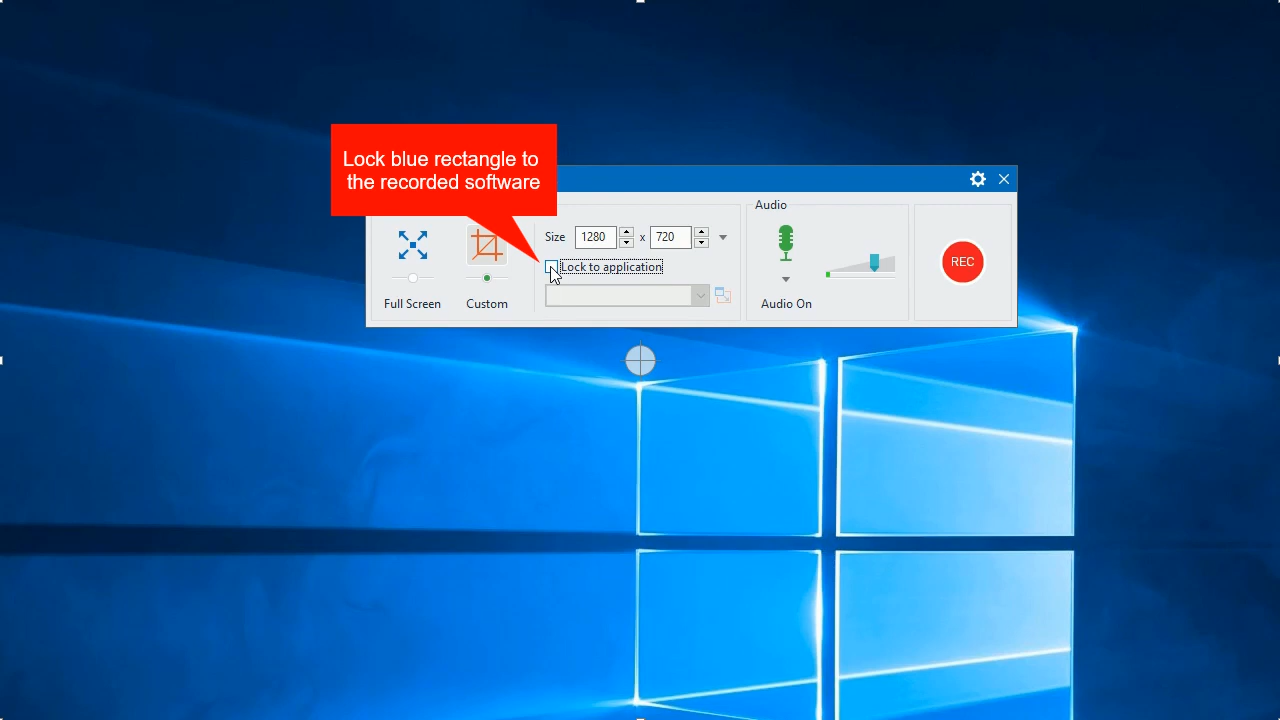 Lock blue rectangle to
the recorded software
Audio
Size 1280 x 720
REC
Lock to application
Full Screen
Custom
Audio On